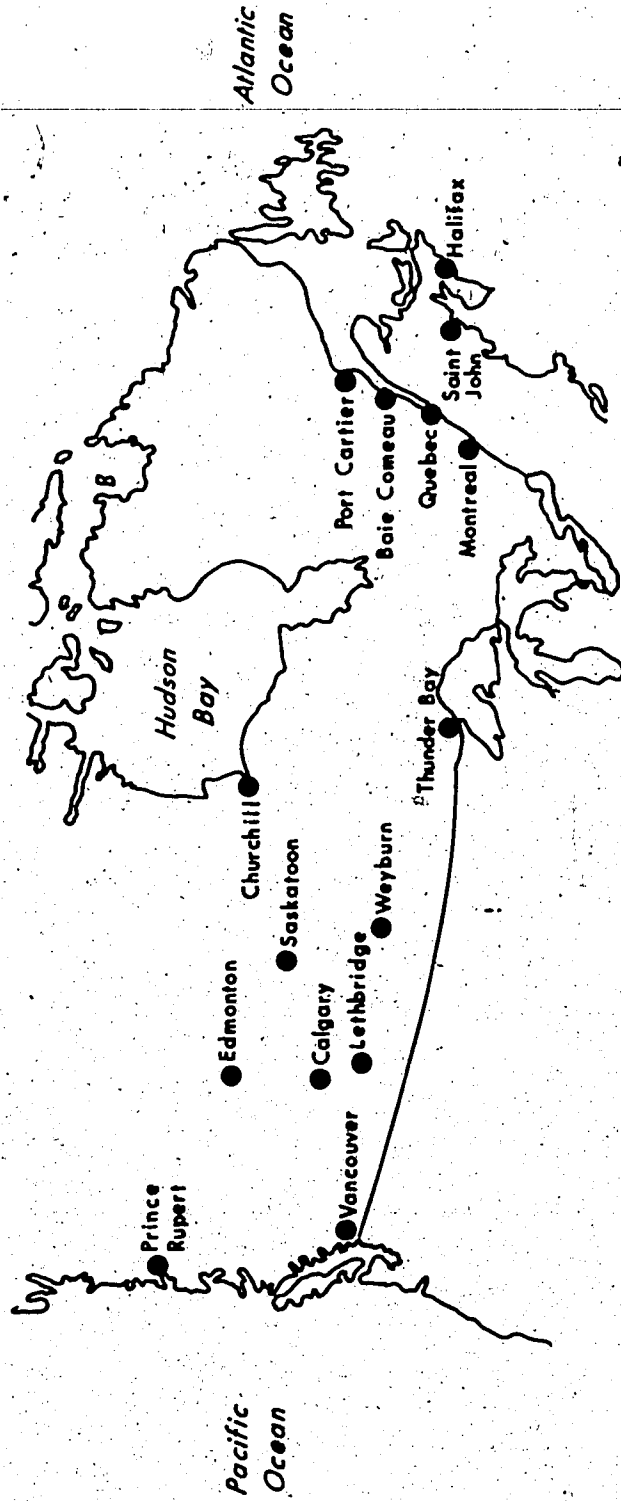 Pacific
Ocean
Prince
Rupert
Vancouver
Edmonton
Calgary
Lethbridge
Saskatoon
Weyburn
Churchill
Hudson
Bay
Thunder Bay
Port Cartier
Baie Comeau
Quebec
Montreal
Saint
John
Halifax
Atlantic
Ocean